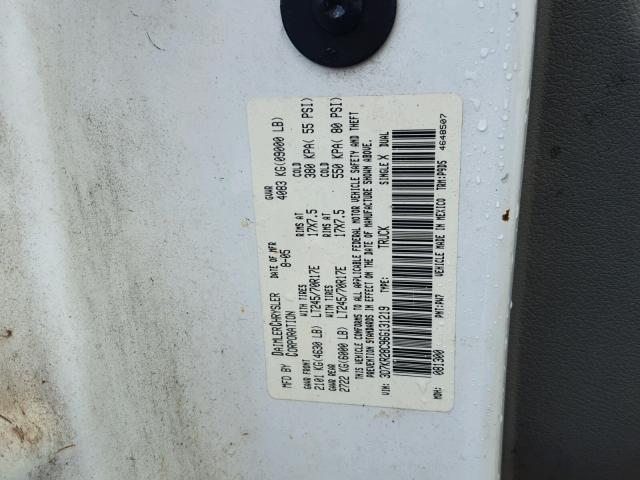 DAIMLERCHRYSLER CORPORATION
DATE OF MFR 8-05
GVWR 4083 KG(09000 LB)
GAWR FRONT WITH TIRES RIMS AT COLD
2101 KG(4630 LB) LT245/70R17E 17X7.5 380 KPA( 55 PSI)
GAWR REAR WITH TIRES RIMS AT COLD
2722 KG(6000 LB) LT245/70R17E 17X7.5 550 KPA( 80 PSI)
THIS VEHICLE CONFORMS TO ALL APPLICABLE FEDERAL MOTOR VEHICLE SAFETY AND THEFT
PREVENTION STANDARDS IN EFFECT ON THE DATE OF MANUFACTURE SHOWN ABOVE.
VIN: 3D7KR28C96G131219 TYPE: TRUCK SINGLE X DUAL
MDH: 081300 PNT:PW7 VEHICLE MADE IN MEXICO TRM:P9D5 4648507